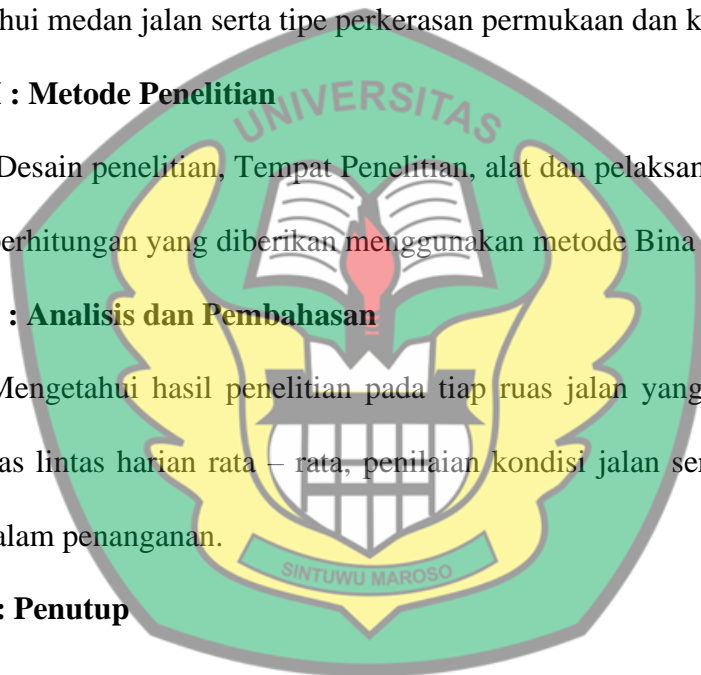 hui medan jalan serta tipe perkerasan permukaan dan k
: Metode Penelitian
Desain penelitian, Tempat Penelitian, alat dan pelaksan
perhitungan yang diberikan menggunakan metode Bina
: Analisis dan Pembahasan
Mengetahui hasil penelitian pada tiap ruas jalan yang
as lintas harian rata – rata, penilaian kondisi jalan ser
alam penanganan.
: Penutup
UNIVERSITAS
SINTUWU MAROSO